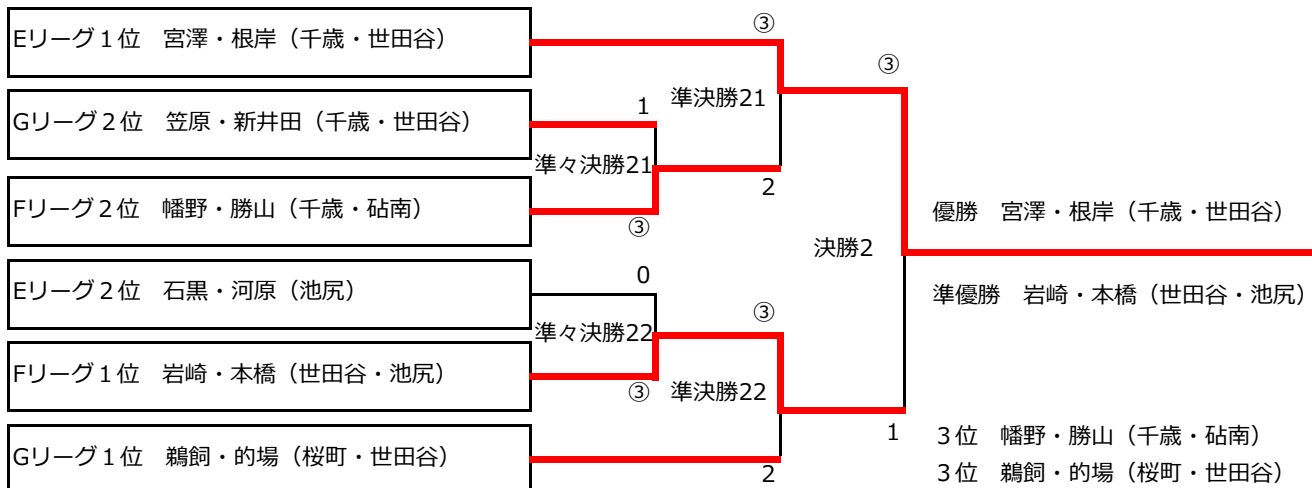 ③
Eリーグ１位　宮澤・根岸（千歳・世田谷）
③
1
準決勝21
Gリーグ２位　笠原・新井田（千歳・世田谷）
準々決勝21
2
Fリーグ２位　幡野・勝山（千歳・砧南）
③
優勝　宮澤・根岸（千歳・世田谷）
決勝2
0
Eリーグ２位　石黒・河原（池尻）
準優勝　岩崎・本橋（世田谷・池尻）
③
準々決勝22
Fリーグ１位　岩崎・本橋（世田谷・池尻）
③
準決勝22
1
３位　幡野・勝山（千歳・砧南）
Gリーグ１位　鵜飼・的場（桜町・世田谷）
2
３位　鵜飼・的場（桜町・世田谷）